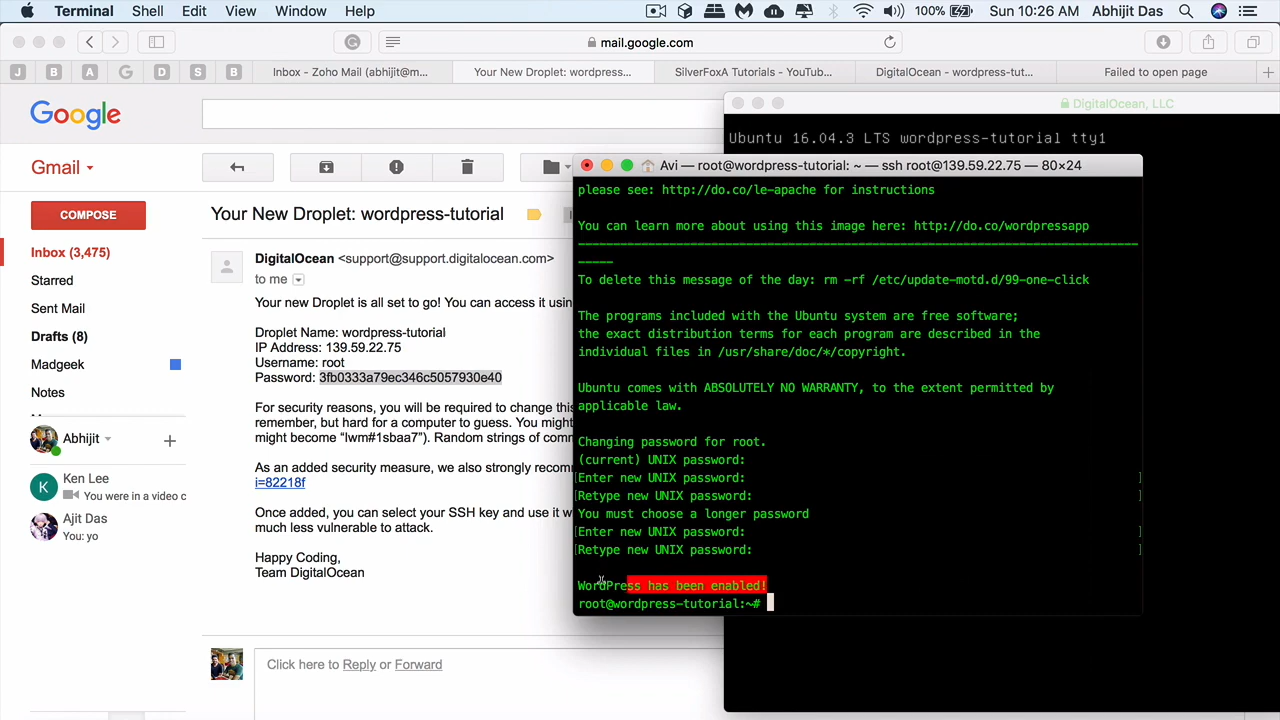 Terminal Shell Edit View Window Help 100% Sun 10:26 AM Abhijit Das
mail.google.com
J B A G D S B Inbox - Zoho Mail (abhijit@m... Your New Droplet: wordpress... SilverFoxA Tutorials - YouTub... DigitalOcean - wordpress-tut... Failed to open page
Google
DigitalOcean, LLC
Ubuntu 16.04.3 LTS wordpress-tutorial tty1
Gmail
COMPOSE
Inbox (3,475)
Starred
Sent Mail
Drafts (8)
Madgeek
Notes
Abhijit
Ken Lee
You were in a video c
Ajit Das
You: yo
Your New Droplet: wordpress-tutorial
DigitalOcean <support@support.digitalocean.com>
to me
Your new Droplet is all set to go! You can access it usin
Droplet Name: wordpress-tutorial
IP Address: 139.59.22.75
Username: root
Password: 3fb0333a79ec346c5057930e40
For security reasons, you will be required to change this
remember, but hard for a computer to guess. You might
might become "lwm#1sbaa7"). Random strings of comm
As an added security measure, we also strongly recom
i=82218f
Once added, you can select your SSH key and use it w
much less vulnerable to attack.
Happy Coding,
Team DigitalOcean
Click here to Reply or Forward
Avi — root@wordpress-tutorial: ~ — ssh root@139.59.22.75 — 80×24
please see: http://do.co/le-apache for instructions
You can learn more about using this image here: http://do.co/wordpressapp
--------------------------------------------------------------------------------
-----
To delete this message of the day: rm -rf /etc/update-motd.d/99-one-click
The programs included with the Ubuntu system are free software;
the exact distribution terms for each program are described in the
individual files in /usr/share/doc/*/copyright.
Ubuntu comes with ABSOLUTELY NO WARRANTY, to the extent permitted by
applicable law.
Changing password for root.
(current) UNIX password:
[Enter new UNIX password: ]
[Retype new UNIX password: ]
You must choose a longer password
[Enter new UNIX password: ]
[Retype new UNIX password: ]
WordPress has been enabled!
root@wordpress-tutorial:~#